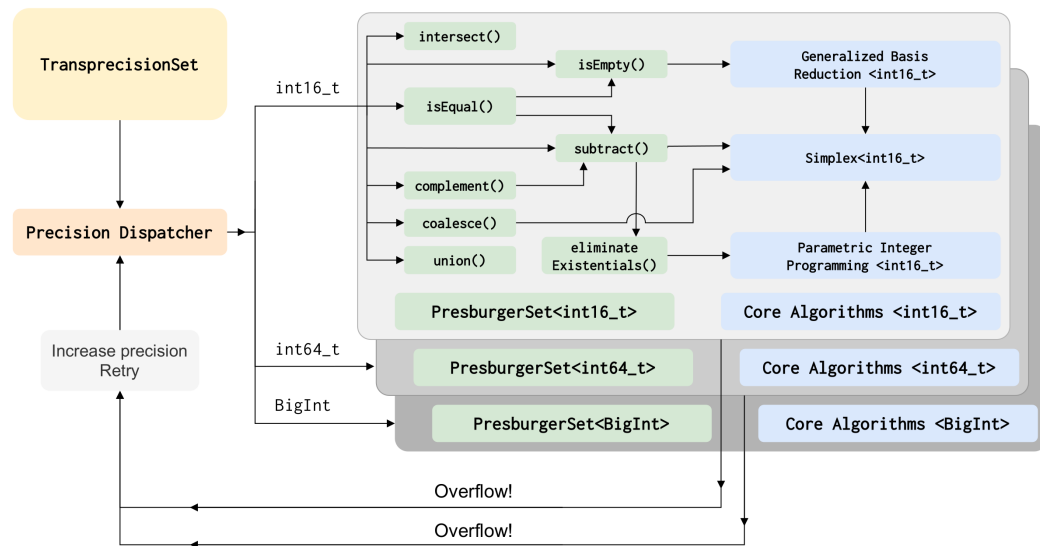 TransprecisionSet
int16_t
intersect()
isEmpty()
Generalized Basis
Reduction <int16_t>
isEqual()
subtract()
Simplex<int16_t>
complement()
Precision Dispatcher
coalesce()
union()
eliminate
Existentials()
Parametric Integer
Programming <int16_t>
PresburgerSet<int16_t>
Core Algorithms <int16_t>
Increase precision
Retry
int64_t
PresburgerSet<int64_t>
Core Algorithms <int64_t>
BigInt
PresburgerSet<BigInt>
Core Algorithms <BigInt>
Overflow!
Overflow!